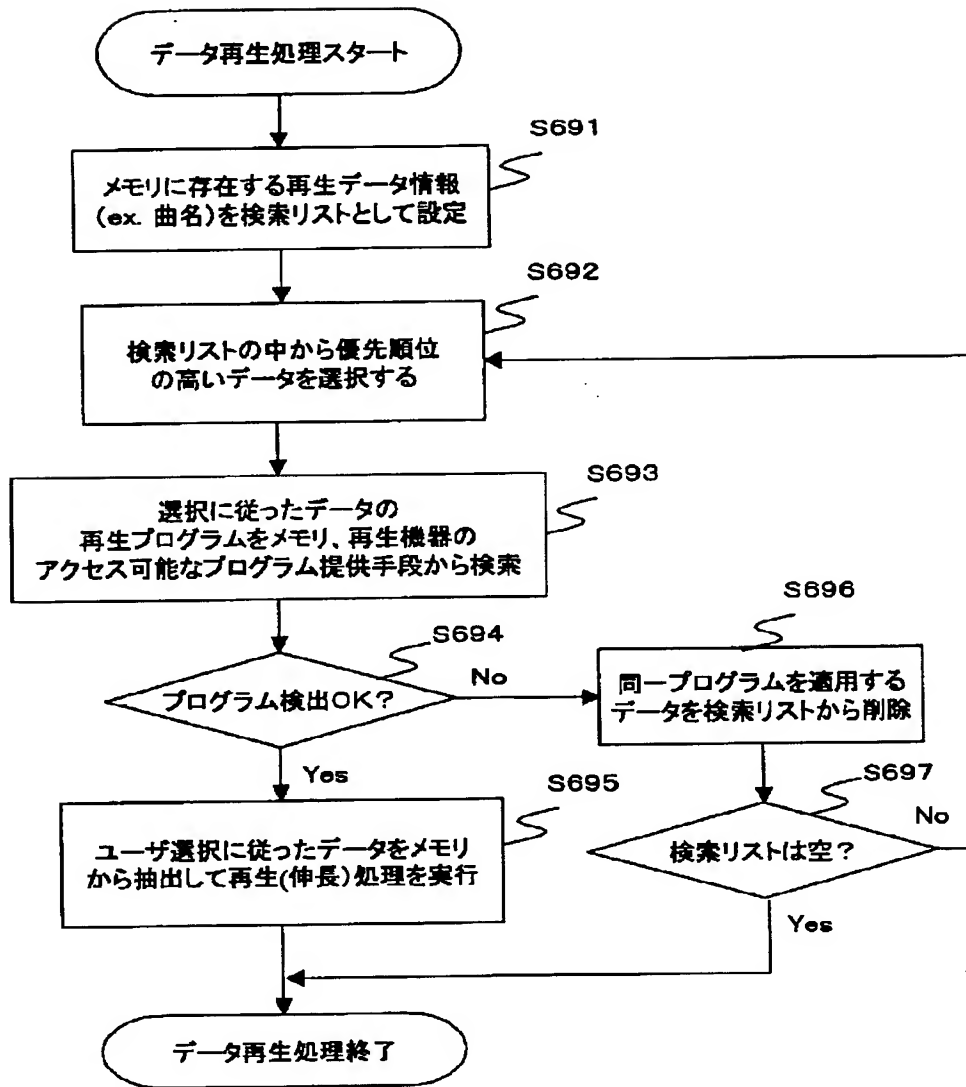 データ再生処理スタート
S691
メモリに存在する再生データ情報
(ex. 曲名)を検索リストとして設定
S692
検索リストの中から優先順位
の高いデータを選択する
S693
選択に従ったデータの
再生プログラムをメモリ、再生機器の
アクセス可能なプログラム提供手段から検索
S694
プログラム検出OK?
No
Yes
S696
同一プログラムを適用する
データを検索リストから削除
S697
検索リストは空?
No
Yes
S695
ユーザ選択に従ったデータをメモリ
から抽出して再生(伸長)処理を実行
データ再生処理終了